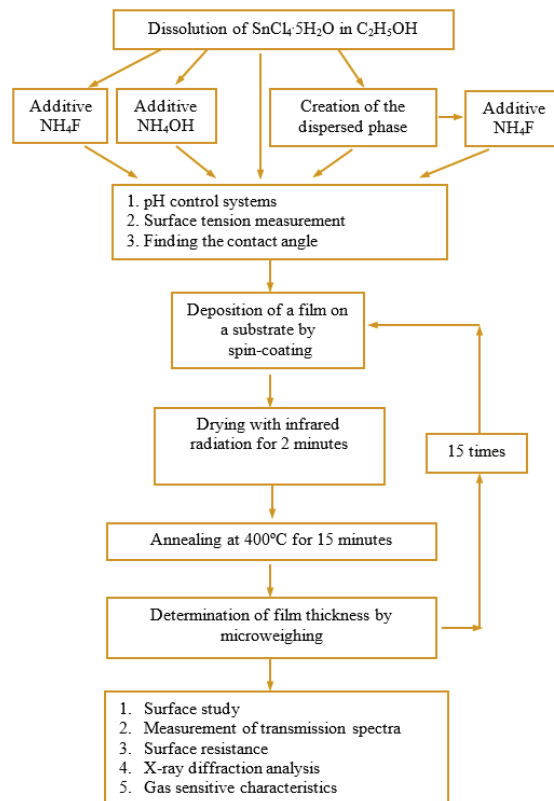 Dissolution of SnCl₄·5H₂O in C₂H₅OH
Additive
NH₄F
Additive
NH₄OH
Creation of the
dispersed phase
Additive
NH₄F
1. pH control systems
2. Surface tension measurement
3. Finding the contact angle
Deposition of a film on
a substrate by
spin-coating
Drying with infrared
radiation for 2 minutes
15 times
Annealing at 400°C for 15 minutes
Determination of film thickness by
microweighing
1. Surface study
2. Measurement of transmission spectra
3. Surface resistance
4. X-ray diffraction analysis
5. Gas sensitive characteristics